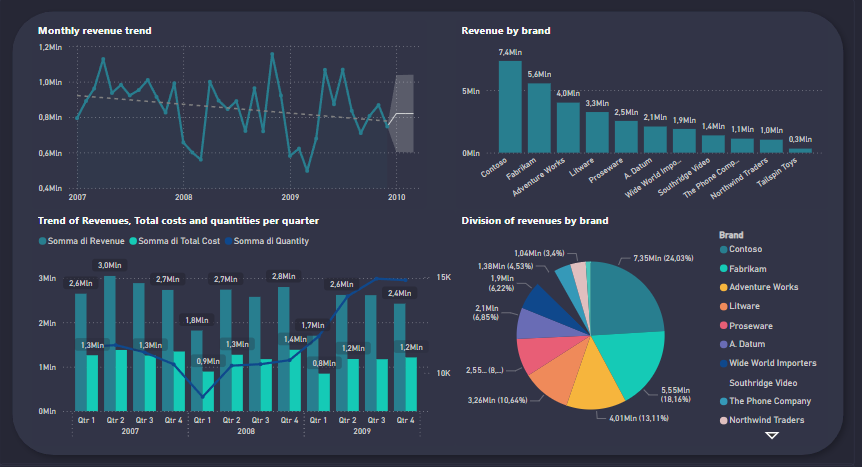 Monthly revenue trend
1,2Mln
1,0Mln
0,8Mln
0,6Mln
0,4Mln
2007
2008
2009
2010
Revenue by brand
5Mln
0Mln
7,4Mln
5,6Mln
4,0Mln
3,3Mln
2,5Mln
2,1Mln
1,9Mln
1,4Mln
1,1Mln
1,0Mln
0,3Mln
Contoso
Fabrikam
Adventure Works
Litware
Proseware
A. Datum
Wide World Impo...
Southridge Video
The Phone Comp...
Northwind Traders
Tailspin Toys
Trend of Revenues, Total costs and quantities per quarter
Somma di Revenue
Somma di Total Cost
Somma di Quantity
3Mln
2Mln
1Mln
0Mln
15K
10K
2,6Mln
3,0Mln
2,7Mln
1,8Mln
2,7Mln
2,8Mln
1,7Mln
2,6Mln
2,4Mln
1,3Mln
1,3Mln
0,9Mln
1,3Mln
1,4Mln
0,8Mln
1,2Mln
1,2Mln
Qtr 1
Qtr 2
Qtr 3
Qtr 4
Qtr 1
Qtr 2
Qtr 3
Qtr 4
Qtr 1
Qtr 2
Qtr 3
Qtr 4
2007
2008
2009
Division of revenues by brand
7,35Mln (24,03%)
5,55Mln
(18,16%)
4,01Mln (13,11%)
3,26Mln (10,64%)
2,55... (8,...)
2,1Mln
(6,85%)
1,9Mln
(6,22%)
1,38Mln (4,53%)
1,04Mln (3,4%)
Brand
Contoso
Fabrikam
Adventure Works
Litware
Proseware
A. Datum
Wide World Importers
Southridge Video
The Phone Company
Northwind Traders